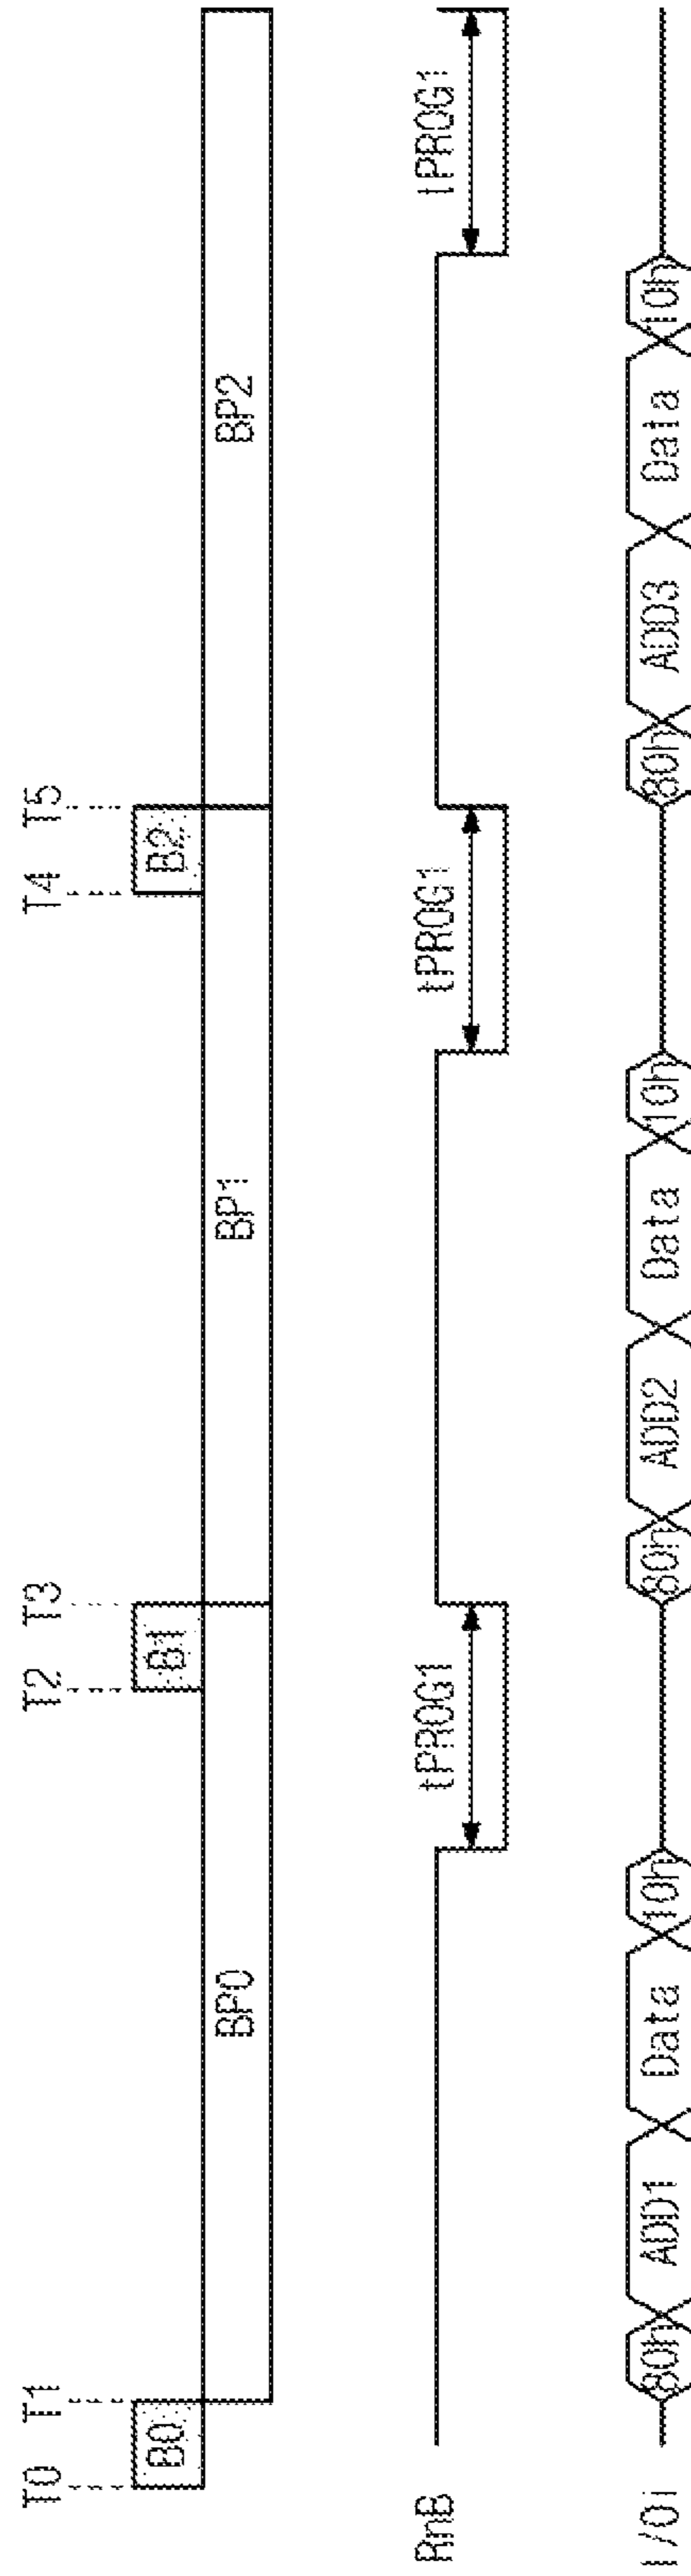 T0 T1 T2 T3 T4 T5
B0 B1 B2
BP0 BP1 BP2
RnB tPROG1 tPROG1 tPROG1
I/Oi 80h ADD1 Data 10h 80h ADD2 Data 10h 80h ADD3 Data 10h